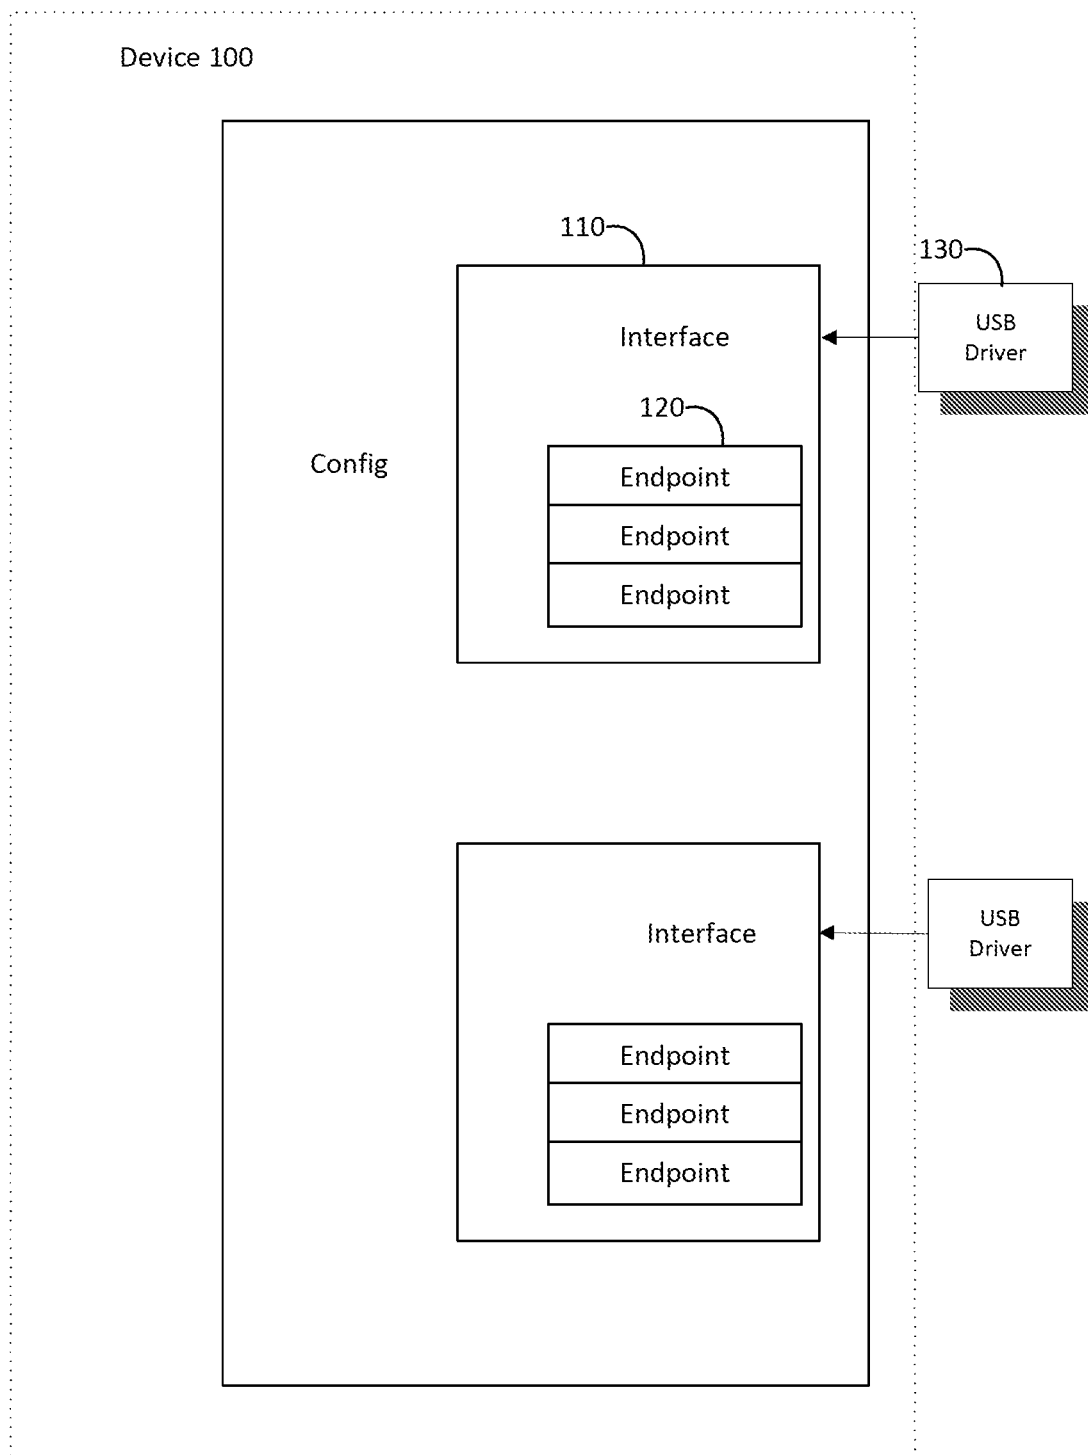 Device 100
110
130
Interface
USB
Driver
120
Config
Endpoint
Endpoint
Endpoint
Interface
USB
Driver
Endpoint
Endpoint
Endpoint